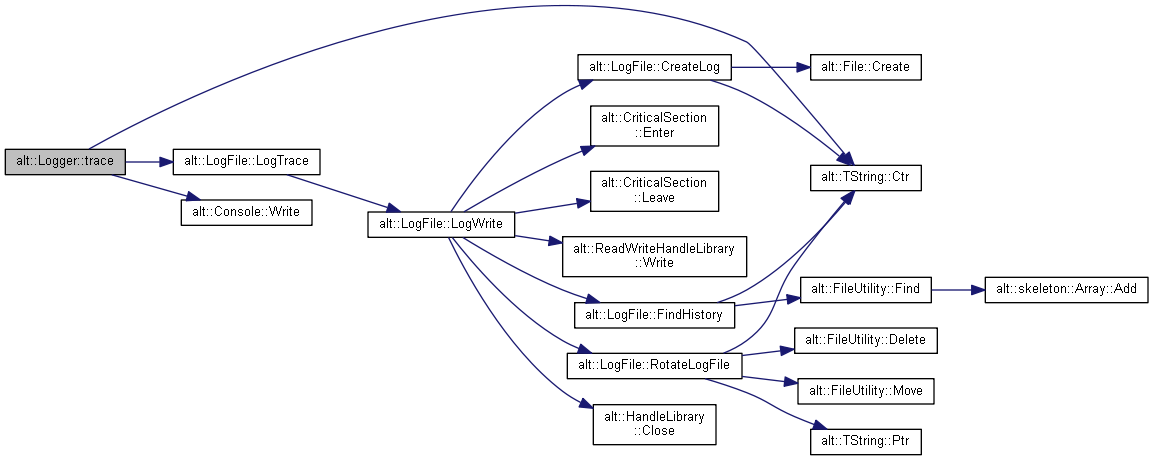 alt::Logger::trace
alt::LogFile::LogTrace
alt::Console::Write
alt::LogFile::LogWrite
alt::LogFile::CreateLog
alt::CriticalSection
::Enter
alt::CriticalSection
::Leave
alt::ReadWriteHandleLibrary
::Write
alt::LogFile::FindHistory
alt::LogFile::RotateLogFile
alt::HandleLibrary
::Close
alt::File::Create
alt::TString::Ctr
alt::FileUtility::Find
alt::FileUtility::Delete
alt::FileUtility::Move
alt::TString::Ptr
alt::skeleton::Array::Add